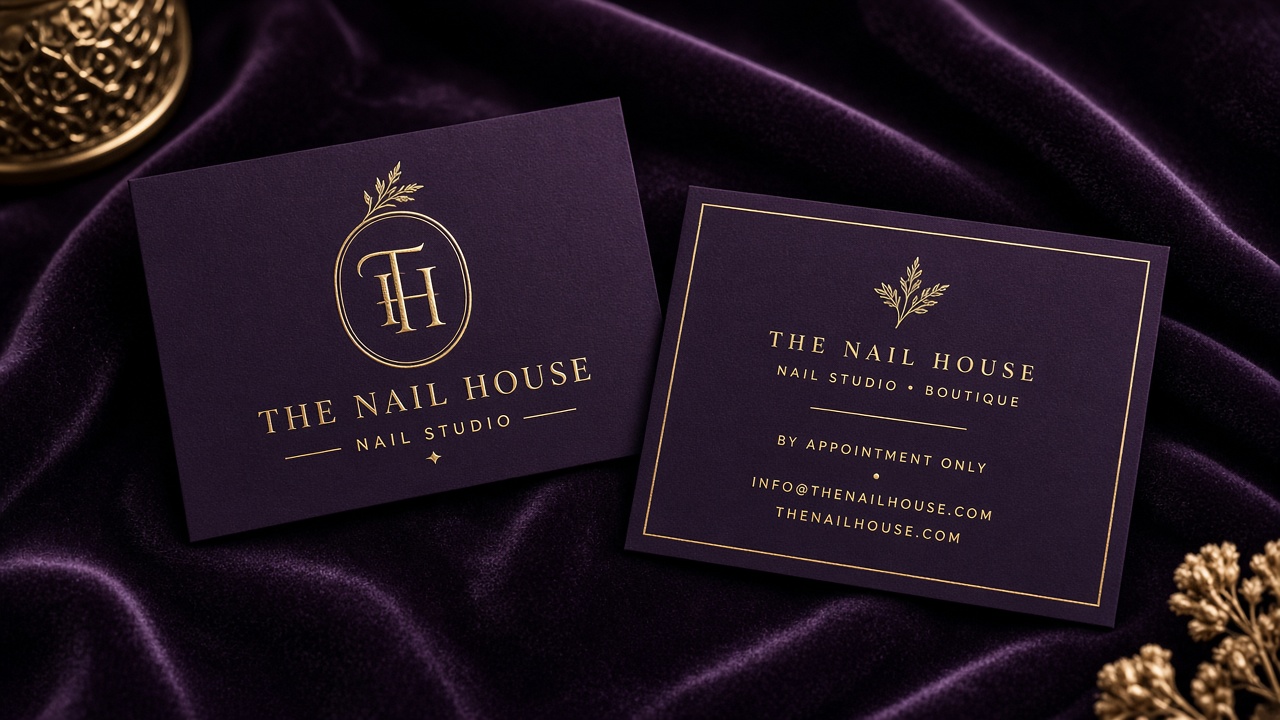 TH
THE NAIL HOUSE
NAIL STUDIO
THE NAIL HOUSE
NAIL STUDIO • BOUTIQUE
BY APPOINTMENT ONLY
•
INFO@THENAILHOUSE.COM
THENAILHOUSE.COM